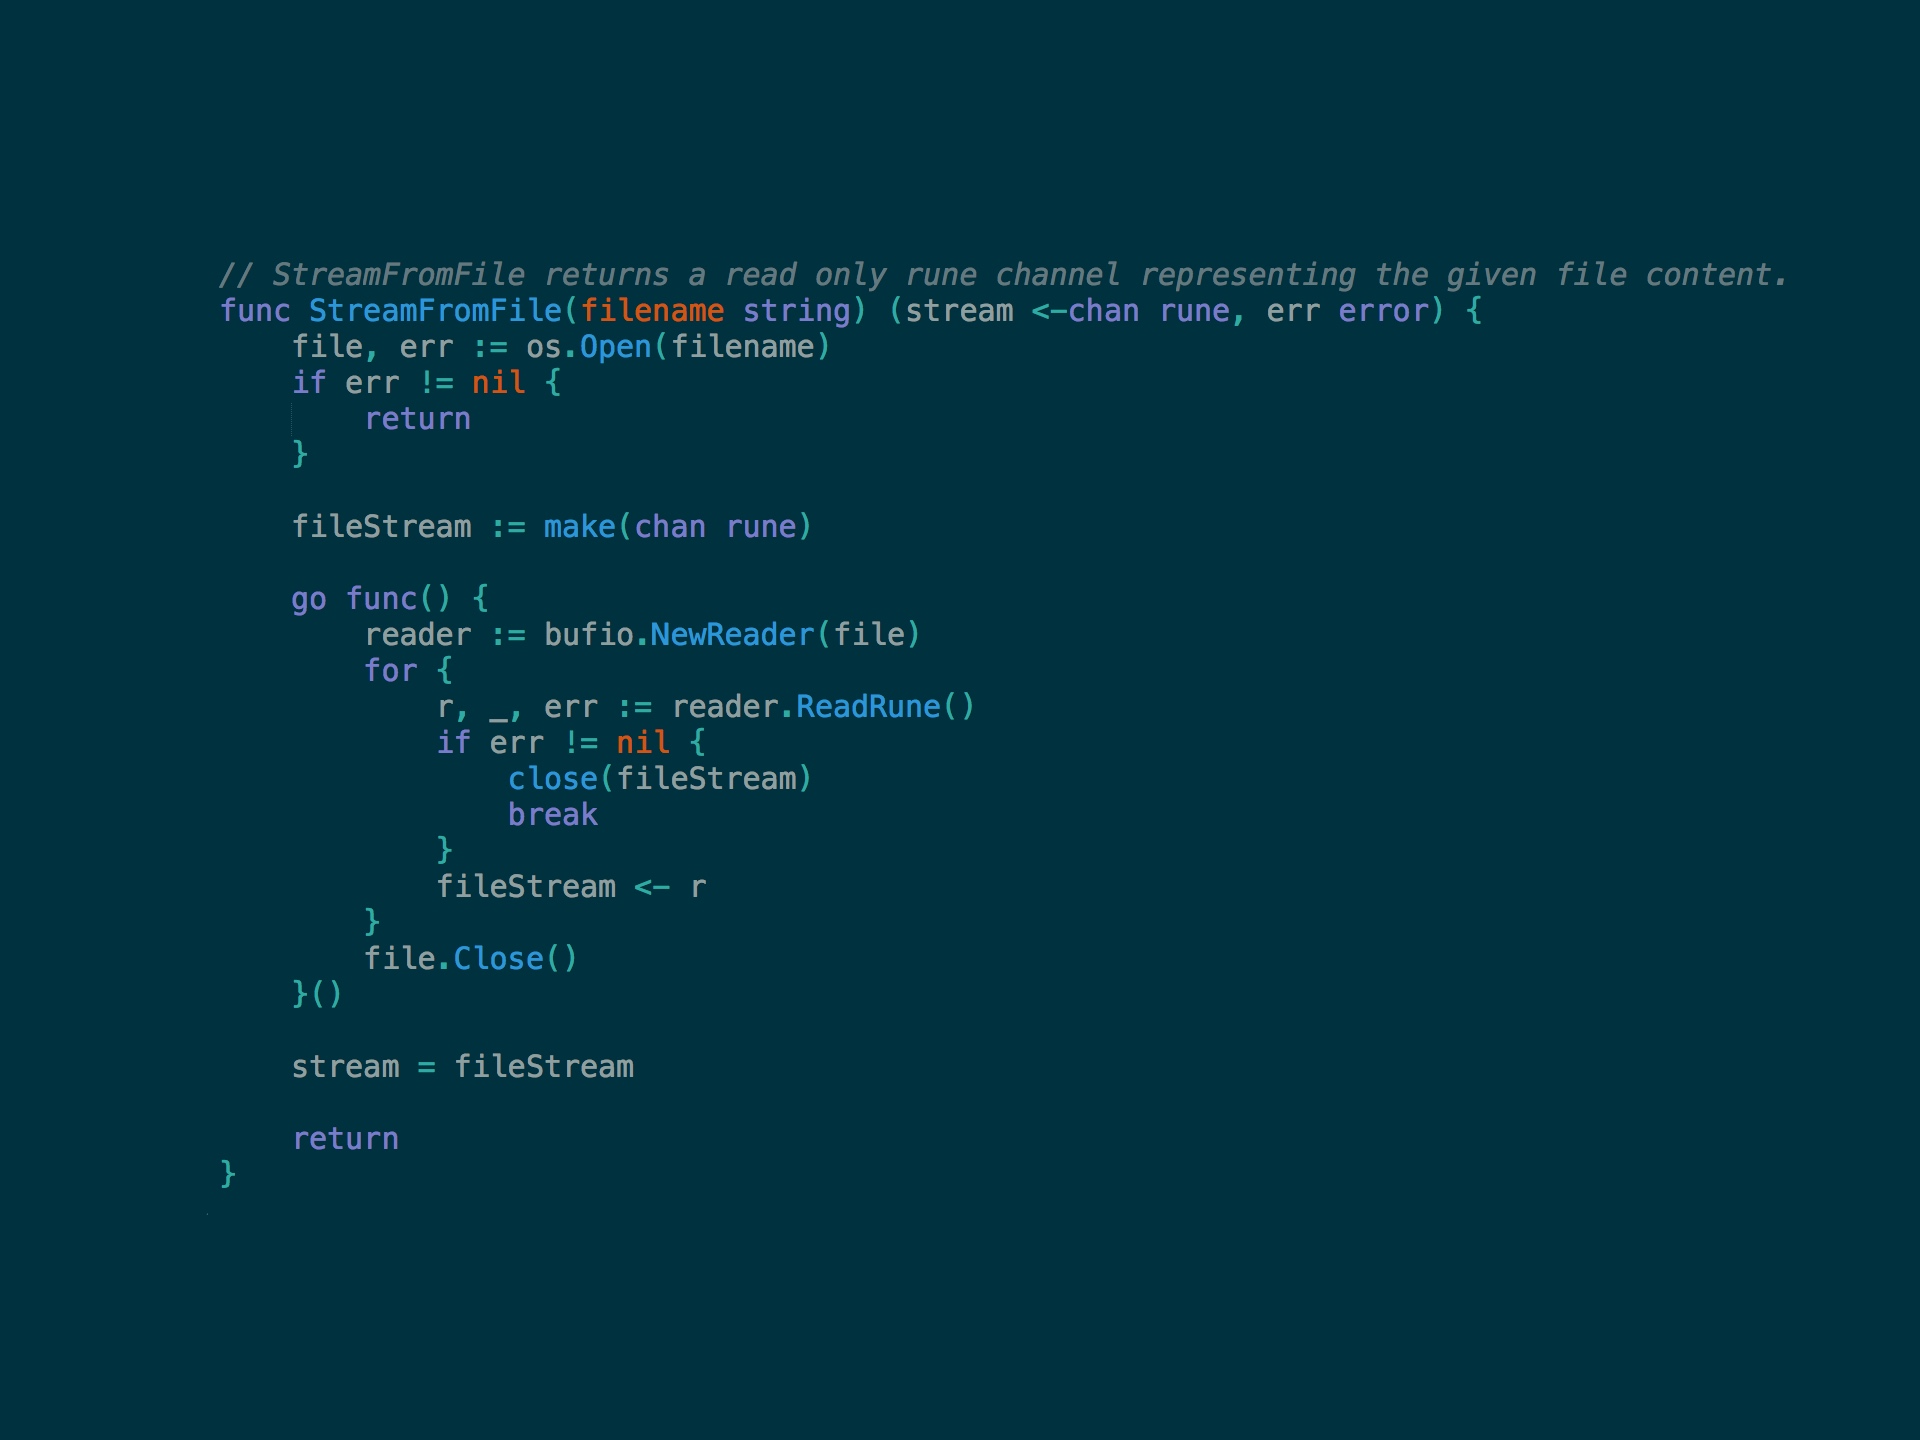 // StreamFromFile returns a read only rune channel representing the given file content.
func StreamFromFile(filename string) (stream <-chan rune, err error) {
    file, err := os.Open(filename)
    if err != nil {
        return
    }

    fileStream := make(chan rune)

    go func() {
        reader := bufio.NewReader(file)
        for {
            r, _, err := reader.ReadRune()
            if err != nil {
                close(fileStream)
                break
            }
            fileStream <- r
        }
        file.Close()
    }()

    stream = fileStream

    return
}